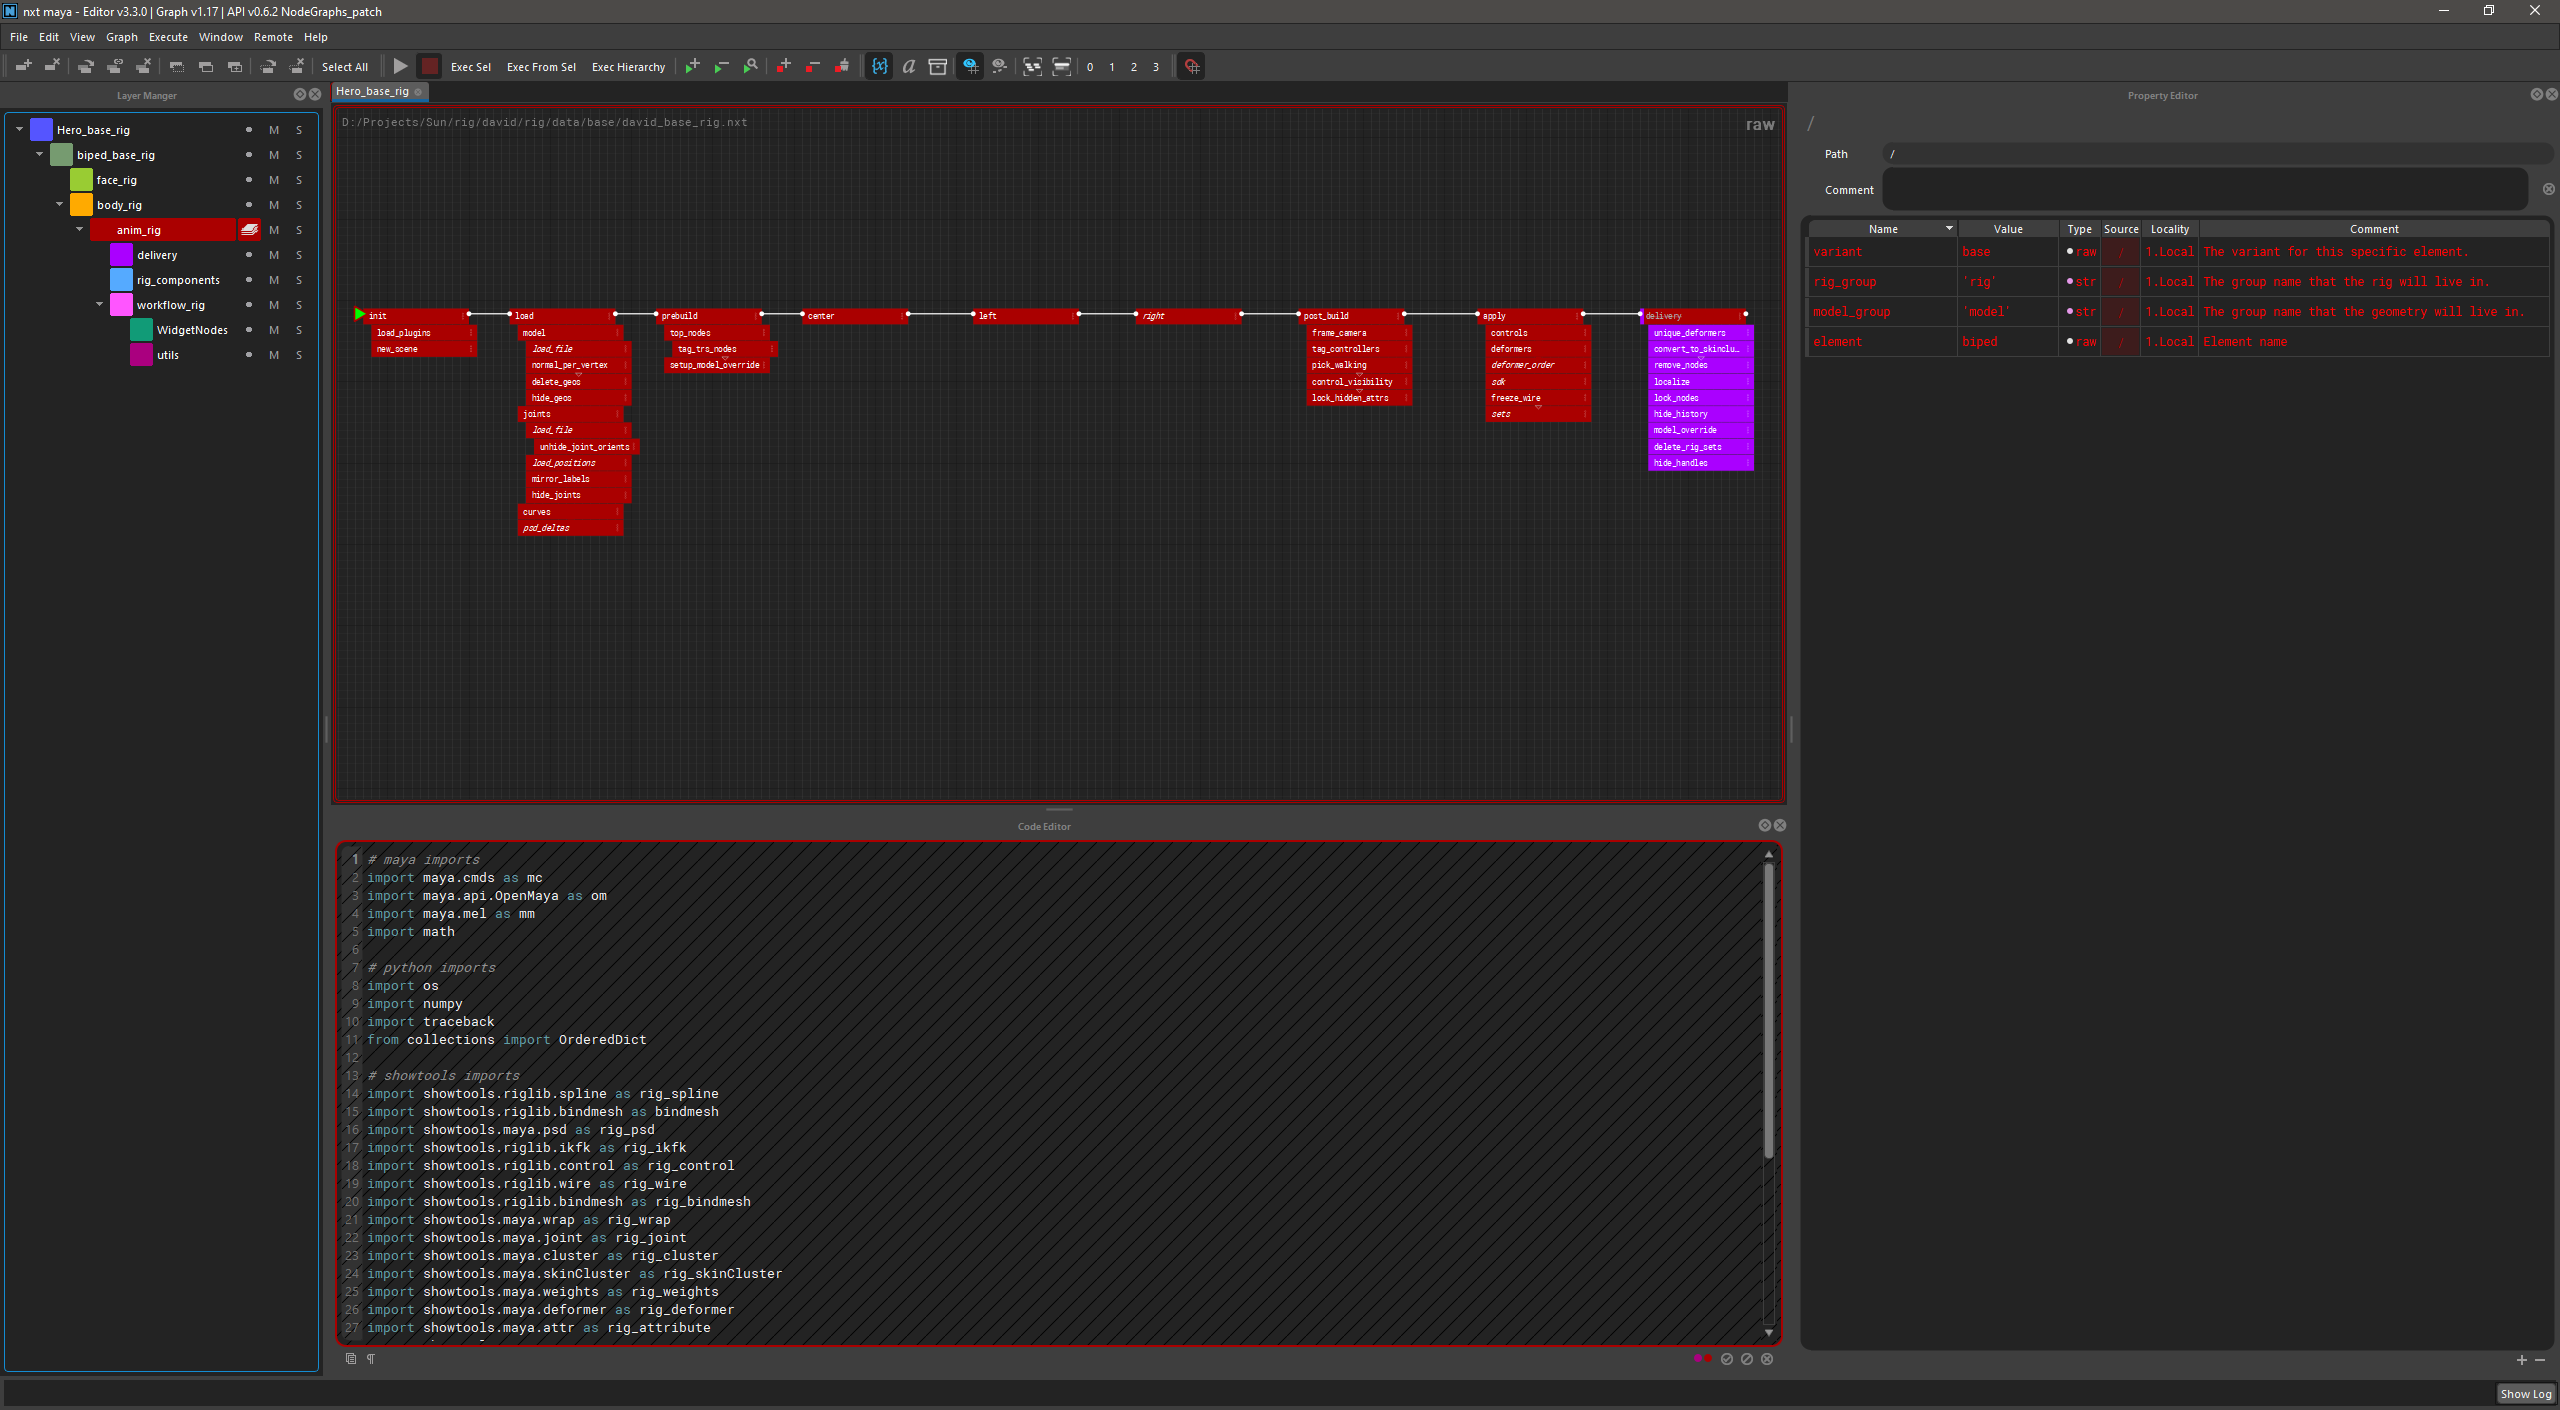 nxt maya - Editor v3.3.0 | Graph v1.17 | API v0.6.2 NodeGraphs_patch
File Edit View Graph Execute Window Remote Help
Select All Exec Sel Exec From Sel Exec Hierarchy 0 1 2 3
Layer Manger
Hero_base_rig M S
biped_base_rig M S
face_rig M S
body_rig M S
anim_rig M S
delivery M S
rig_components M S
workflow_rig M S
WidgetNodes M S
utils M S
Hero_base_rig
D:/Projects/Sun/rig/david/rig/data/base/david_base_rig.nxt
raw
init
load_plugins
new_scene
load
model
load_file
normal_per_vertex
delete_geos
hide_geos
joints
load_file
unhide_joint_orients
load_positions
mirror_labels
hide_joints
curves
psd_deltas
prebuild
top_nodes
tag_trs_nodes
setup_model_override
center
left
right
post_build
frame_camera
tag_controllers
pick_walking
control_visibility
lock_hidden_attrs
apply
controls
deformers
deformer_order
sdk
freeze_wire
sets
delivery
unique_deformers
convert_to_skinclu...
remove_nodes
localize
lock_nodes
hide_history
model_override
delete_rig_sets
hide_handles
Code Editor
1 # maya imports
2 import maya.cmds as mc
3 import maya.api.OpenMaya as om
4 import maya.mel as mm
5 import math
6
7 # python imports
8 import os
9 import numpy
10 import traceback
11 from collections import OrderedDict
12
13 # showtools imports
14 import showtools.riglib.spline as rig_spline
15 import showtools.riglib.bindmesh as bindmesh
16 import showtools.maya.psd as rig_psd
17 import showtools.riglib.ikfk as rig_ikfk
18 import showtools.riglib.control as rig_control
19 import showtools.riglib.wire as rig_wire
20 import showtools.riglib.bindmesh as rig_bindmesh
21 import showtools.maya.wrap as rig_wrap
22 import showtools.maya.joint as rig_joint
23 import showtools.maya.cluster as rig_cluster
24 import showtools.maya.skinCluster as rig_skinCluster
25 import showtools.maya.weights as rig_weights
26 import showtools.maya.deformer as rig_deformer
27 import showtools.maya.attr as rig_attribute
Property Editor
/
Path /
Comment
Name Value Type Source Locality Comment
variant base raw / 1.Local The variant for this specific element.
rig_group 'rig' str / 1.Local The group name that the rig will live in.
model_group 'model' str / 1.Local The group name that the geometry will live in.
element biped raw / 1.Local Element name
Show Log